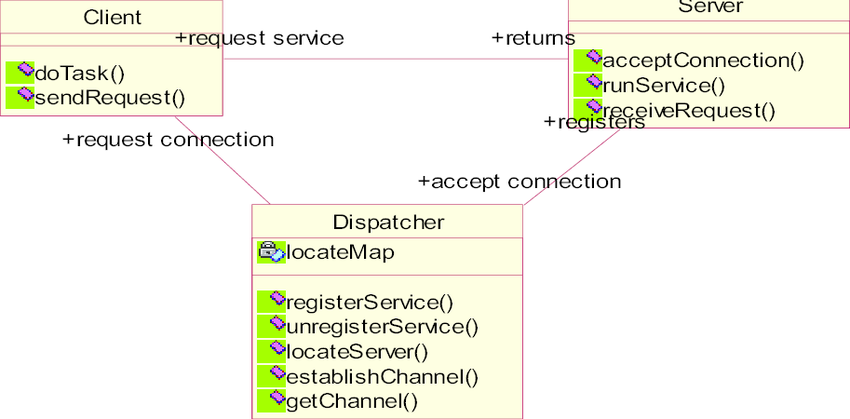 Client
doTask()
sendRequest()
+request service
+returns
Server
acceptConnection()
runService()
receiveRequest()
+registers
+request connection
+accept connection
Dispatcher
locateMap
registerService()
unregisterService()
locateServer()
establishChannel()
getChannel()